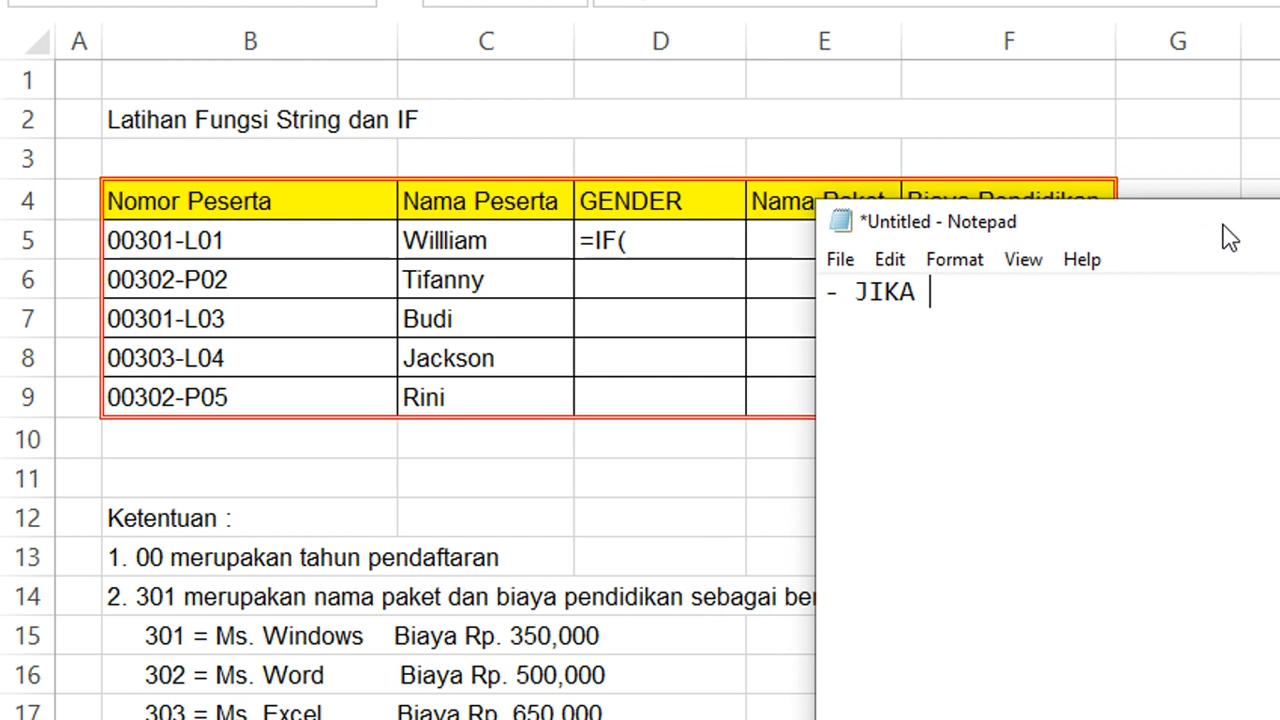 A B C D E F G
1
2 Latihan Fungsi String dan IF
3
4 Nomor Peserta Nama Peserta GENDER Nama Paket Biaya Pendidikan
5 00301-L01 Willliam =IF(
6 00302-P02 Tifanny
7 00301-L03 Budi
8 00303-L04 Jackson
9 00302-P05 Rini
10
11
12 Ketentuan :
13 1. 00 merupakan tahun pendaftaran
14 2. 301 merupakan nama paket dan biaya pendidikan sebagai
15 301 = Ms. Windows Biaya Rp. 350,000
16 302 = Ms. Word Biaya Rp. 500,000
17 303 = Ms. Excel Biaya Rp. 650,000
*Untitled - Notepad
File Edit Format View Help
- JIKA